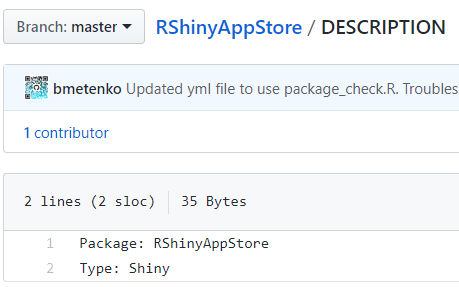 Branch: master RShinyAppStore / DESCRIPTION
bmetenko Updated yml file to use package_check.R. Troubles
1 contributor
2 lines (2 sloc) 35 Bytes
1 Package: RShinyAppStore
2 Type: Shiny